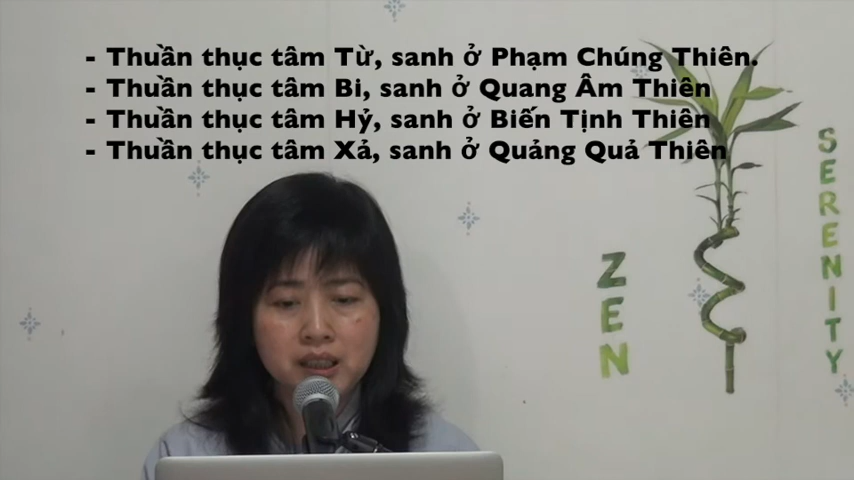 - Thuần thục tâm Từ, sanh ở Phạm Chúng Thiên.
- Thuần thục tâm Bi, sanh ở Quang Âm Thiên
- Thuần thục tâm Hỷ, sanh ở Biến Tịnh Thiên
- Thuần thục tâm Xả, sanh ở Quảng Quả Thiên
ZEN
SERENITY